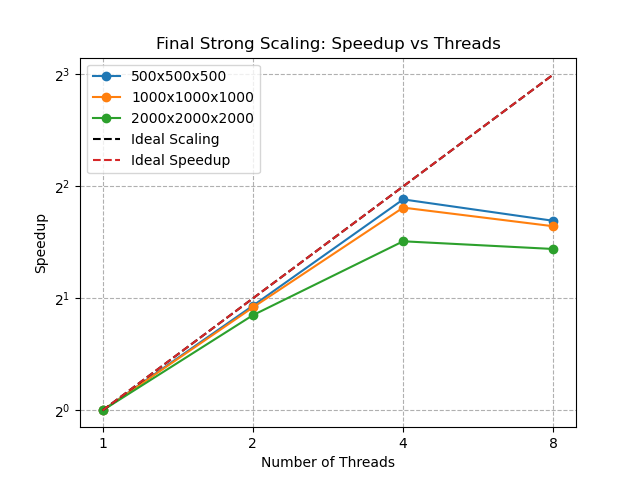 Final Strong Scaling: Speedup vs Threads
2³
2²
2¹
2⁰
Speedup
500x500x500
1000x1000x1000
2000x2000x2000
Ideal Scaling
Ideal Speedup
1 2 4 8
Number of Threads